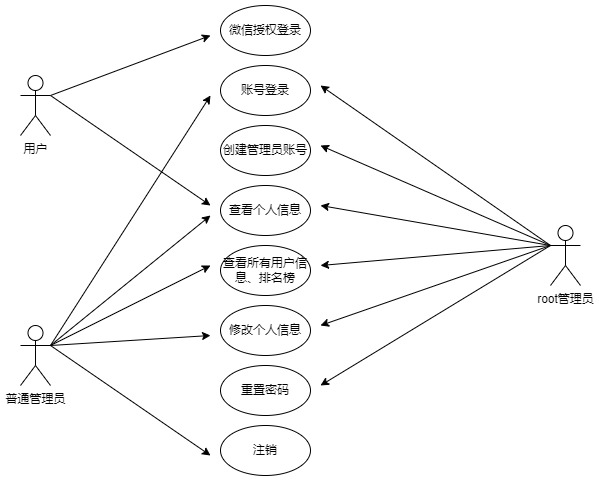 微信授权登录
账号登录
用户
创建管理员账号
查看个人信息
查看所有用户信
息、排名榜
root管理员
修改个人信息
普通管理员
重置密码
注销